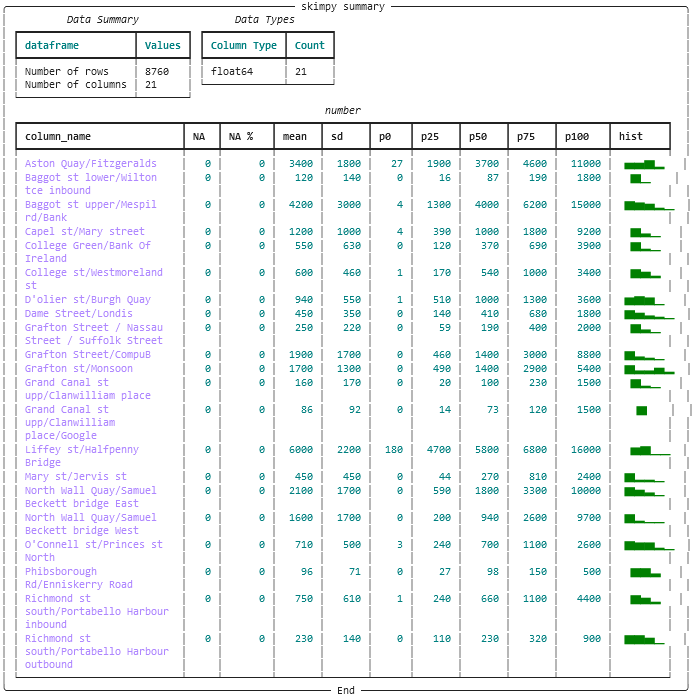 skimpy summary
Data Summary Data Types
dataframe Values Column Type Count
Number of rows 8760 float64 21
Number of columns 21
number
column_name NA NA % mean sd p0 p25 p50 p75 p100 hist
Aston Quay/Fitzgeralds 0 0 3400 1800 27 1900 3700 4600 11000
Baggot st lower/Wilton 0 0 120 140 0 16 87 190 1800
tce inbound
Baggot st upper/Mespil 0 0 4200 3000 4 1300 4000 6200 15000
rd/Bank
Capel st/Mary street 0 0 1200 1000 4 390 1000 1800 9200
College Green/Bank Of 0 0 550 630 0 120 370 690 3900
Ireland
College st/Westmoreland 0 0 600 460 1 170 540 1000 3400
st
D'olier st/Burgh Quay 0 0 940 550 1 510 1000 1300 3600
Dame Street/Londis 0 0 450 350 0 140 410 680 1800
Grafton Street / Nassau 0 0 250 220 0 59 190 400 2000
Street / Suffolk Street
Grafton Street/CompuB 0 0 1900 1700 0 460 1400 3000 8800
Grafton st/Monsoon 0 0 1700 1300 0 490 1400 2900 5400
Grand Canal st 0 0 160 170 0 20 100 230 1500
upp/Clanwilliam place
Grand Canal st 0 0 86 92 0 14 73 120 1500
upp/Clanwilliam
place/Google
Liffey st/Halfpenny 0 0 6000 2200 180 4700 5800 6800 16000
Bridge
Mary st/Jervis st 0 0 450 450 0 44 270 810 2400
North Wall Quay/Samuel 0 0 2100 1700 0 590 1800 3300 10000
Beckett bridge East
North Wall Quay/Samuel 0 0 1600 1700 0 200 940 2600 9700
Beckett bridge West
O'Connell st/Princes st 0 0 710 500 3 240 700 1100 2600
North
Phibsborough 0 0 96 71 0 27 98 150 500
Rd/Enniskerry Road
Richmond st 0 0 750 610 1 240 660 1100 4400
south/Portabello Harbour
inbound
Richmond st 0 0 230 140 0 110 230 320 900
south/Portabello Harbour
outbound
End